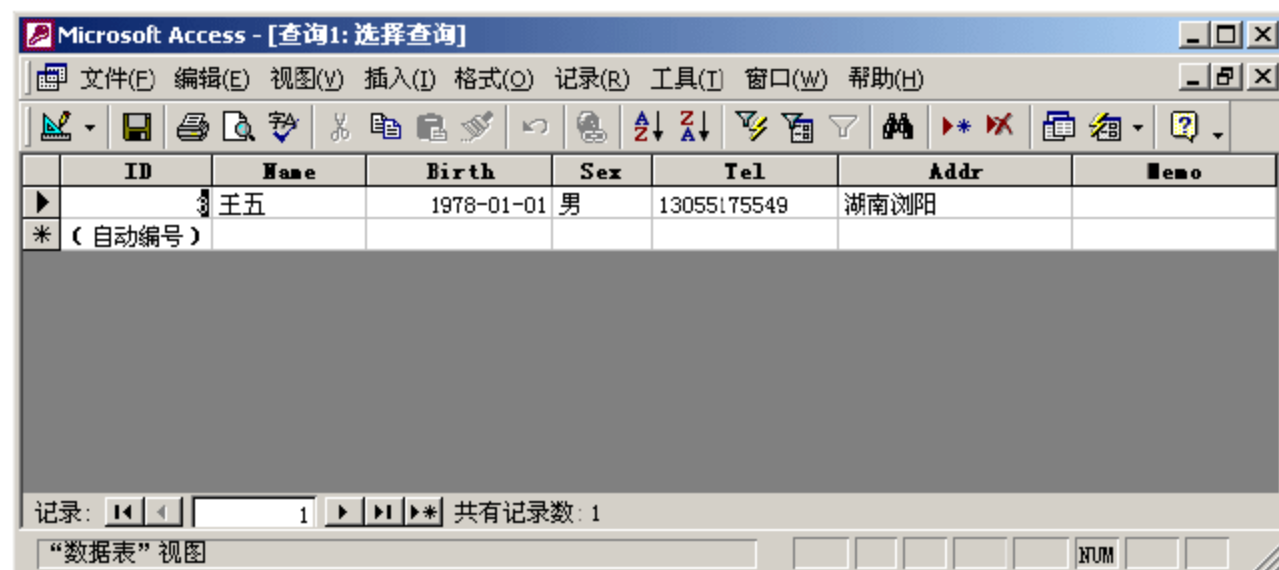 Microsoft Access - [查询1: 选择查询]
文件(F) 编辑(E) 视图(V) 插入(I) 格式(O) 记录(R) 工具(T) 窗口(W) 帮助(H)
ID Name Birth Sex Tel Addr Memo
3 王五 1978-01-01 男 13055175549 湖南浏阳
(自动编号)
记录: 1 共有记录数: 1
“数据表” 视图 NUM